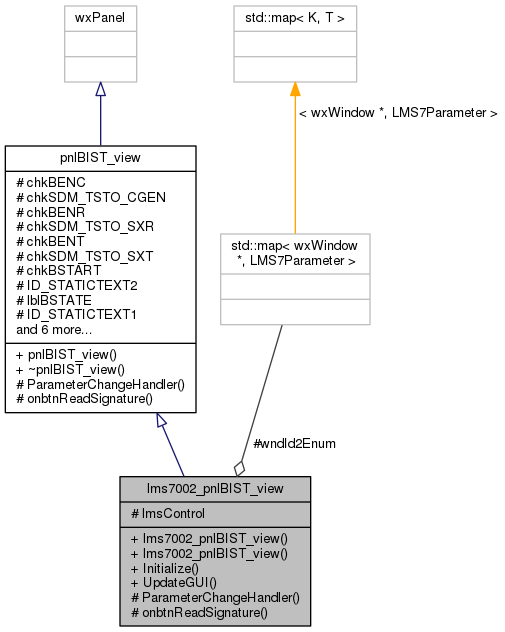 wxPanel
std::map< K, T >
< wxWindow *, LMS7Parameter >
pnlBIST_view
# chkBENC
# chkSDM_TSTO_CGEN
# chkBENR
# chkSDM_TSTO_SXR
# chkBENT
# chkSDM_TSTO_SXT
# chkBSTART
# ID_STATICTEXT2
# lblBSTATE
# ID_STATICTEXT1
and 6 more...
+ pnlBIST_view()
+ ~pnlBIST_view()
# ParameterChangeHandler()
# onbtnReadSignature()
std::map< wxWindow
*, LMS7Parameter >
#wndId2Enum
lms7002_pnlBIST_view
# lmsControl
+ lms7002_pnlBIST_view()
+ lms7002_pnlBIST_view()
+ Initialize()
+ UpdateGUI()
# ParameterChangeHandler()
# onbtnReadSignature()